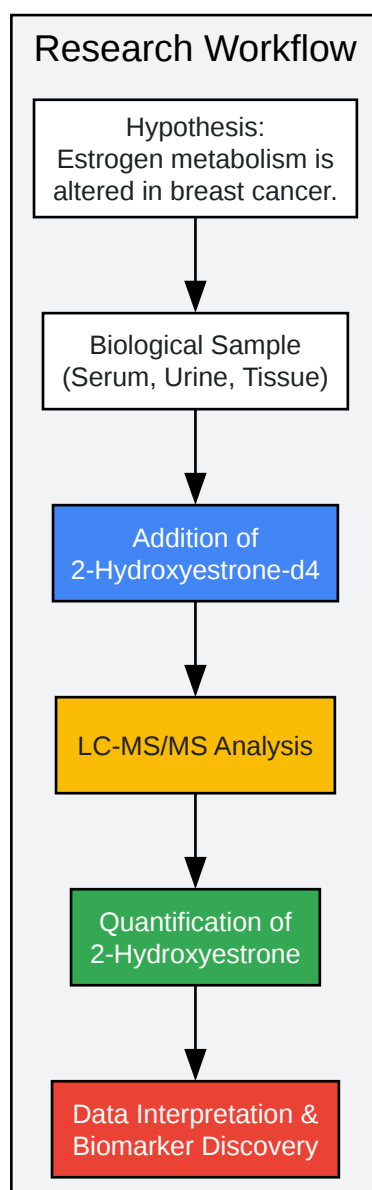 Research Workflow
Hypothesis:
Estrogen metabolism is
altered in breast cancer.
Biological Sample
(Serum, Urine, Tissue)
Addition of
2-Hydroxyestrone-d4
LC-MS/MS Analysis
Quantification of
2-Hydroxyestrone
Data Interpretation &
Biomarker Discovery